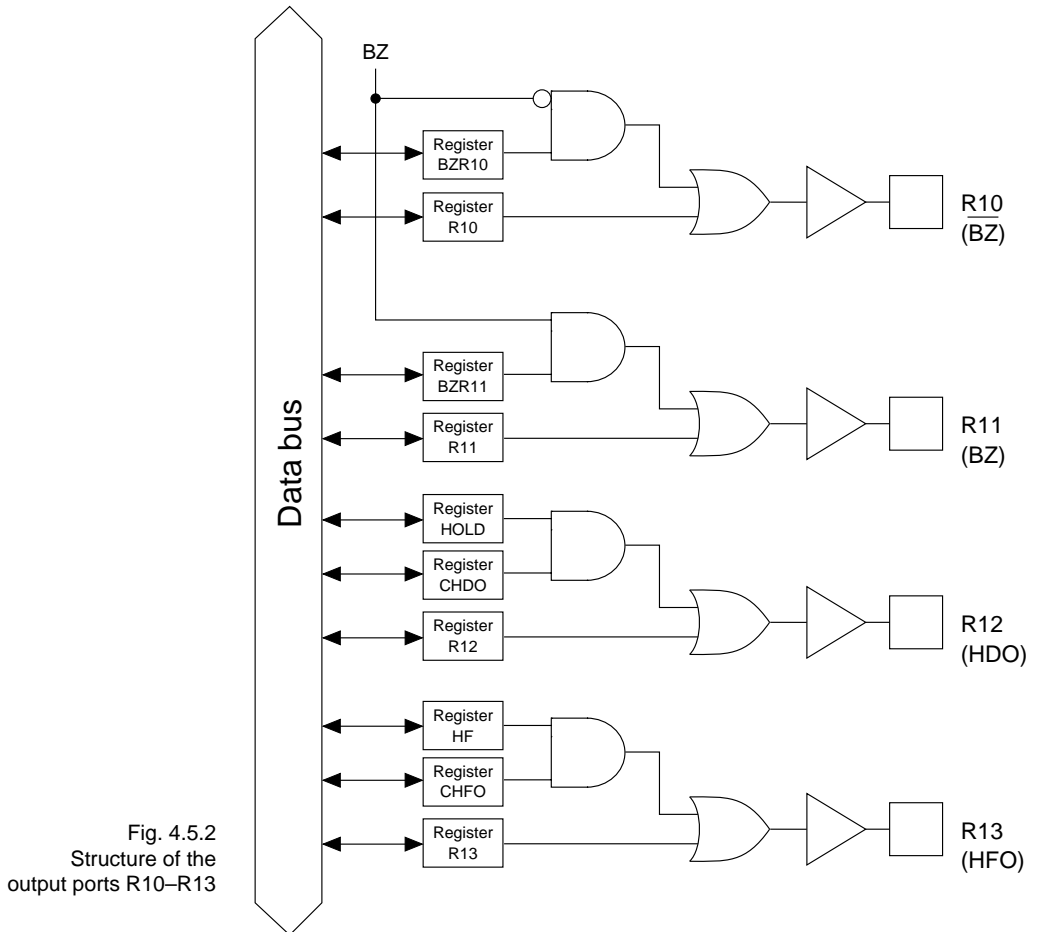 BZ
Register
BZR10
Register
R10
R10
(B̅Z̅)
Register
BZR11
Register
R11
R11
(BZ)
Data bus
Register
HOLD
Register
CHDO
Register
R12
R12
(HDO)
Register
HF
Register
CHFO
Register
R13
R13
(HFO)
Fig. 4.5.2
Structure of the
output ports R10–R13